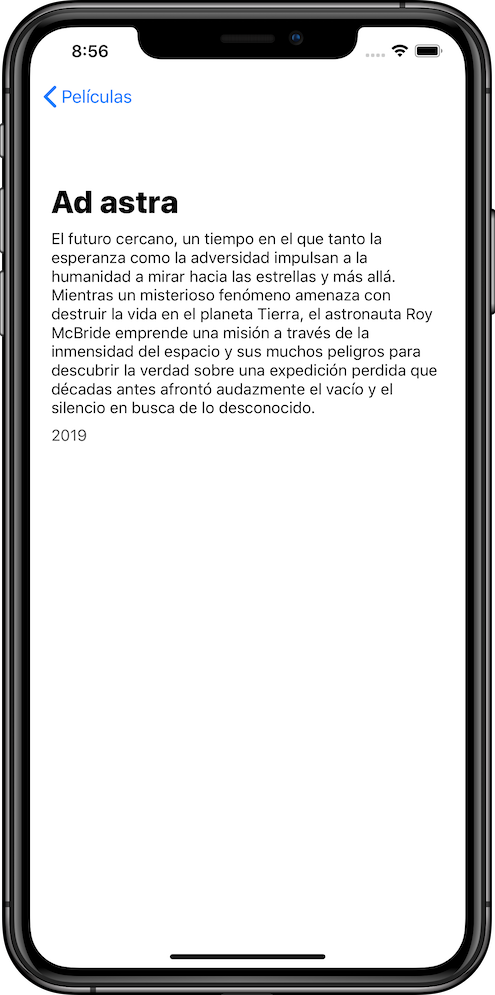 8:56
Películas
Ad astra
El futuro cercano, un tiempo en el que tanto la
esperanza como la adversidad impulsan a la
humanidad a mirar hacia las estrellas y más allá.
Mientras un misterioso fenómeno amenaza con
destruir la vida en el planeta Tierra, el astronauta Roy
McBride emprende una misión a través de la
inmensidad del espacio y sus muchos peligros para
descubrir la verdad sobre una expedición perdida que
décadas antes afrontó audazmente el vacío y el
silencio en busca de lo desconocido.
2019